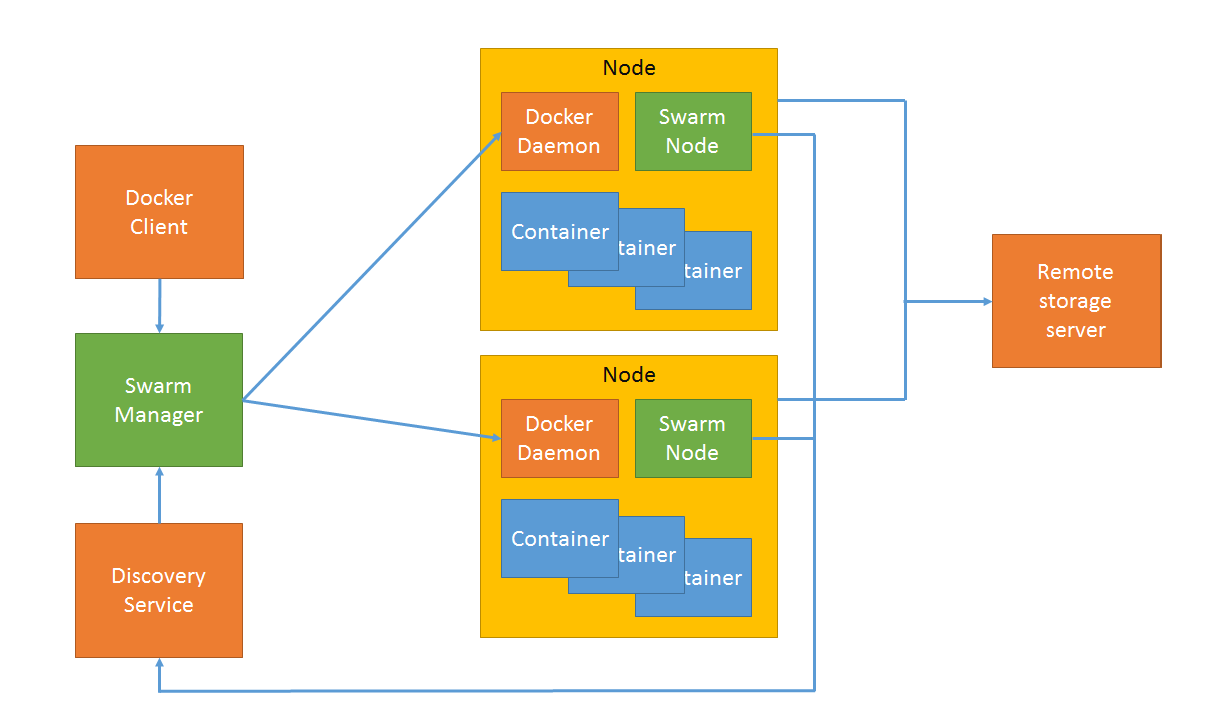 Docker
Client
Swarm
Manager
Discovery
Service
Node
Docker
Daemon
Swarm
Node
Container
tainer
tainer
Node
Docker
Daemon
Swarm
Node
Container
tainer
tainer
Remote
storage
server